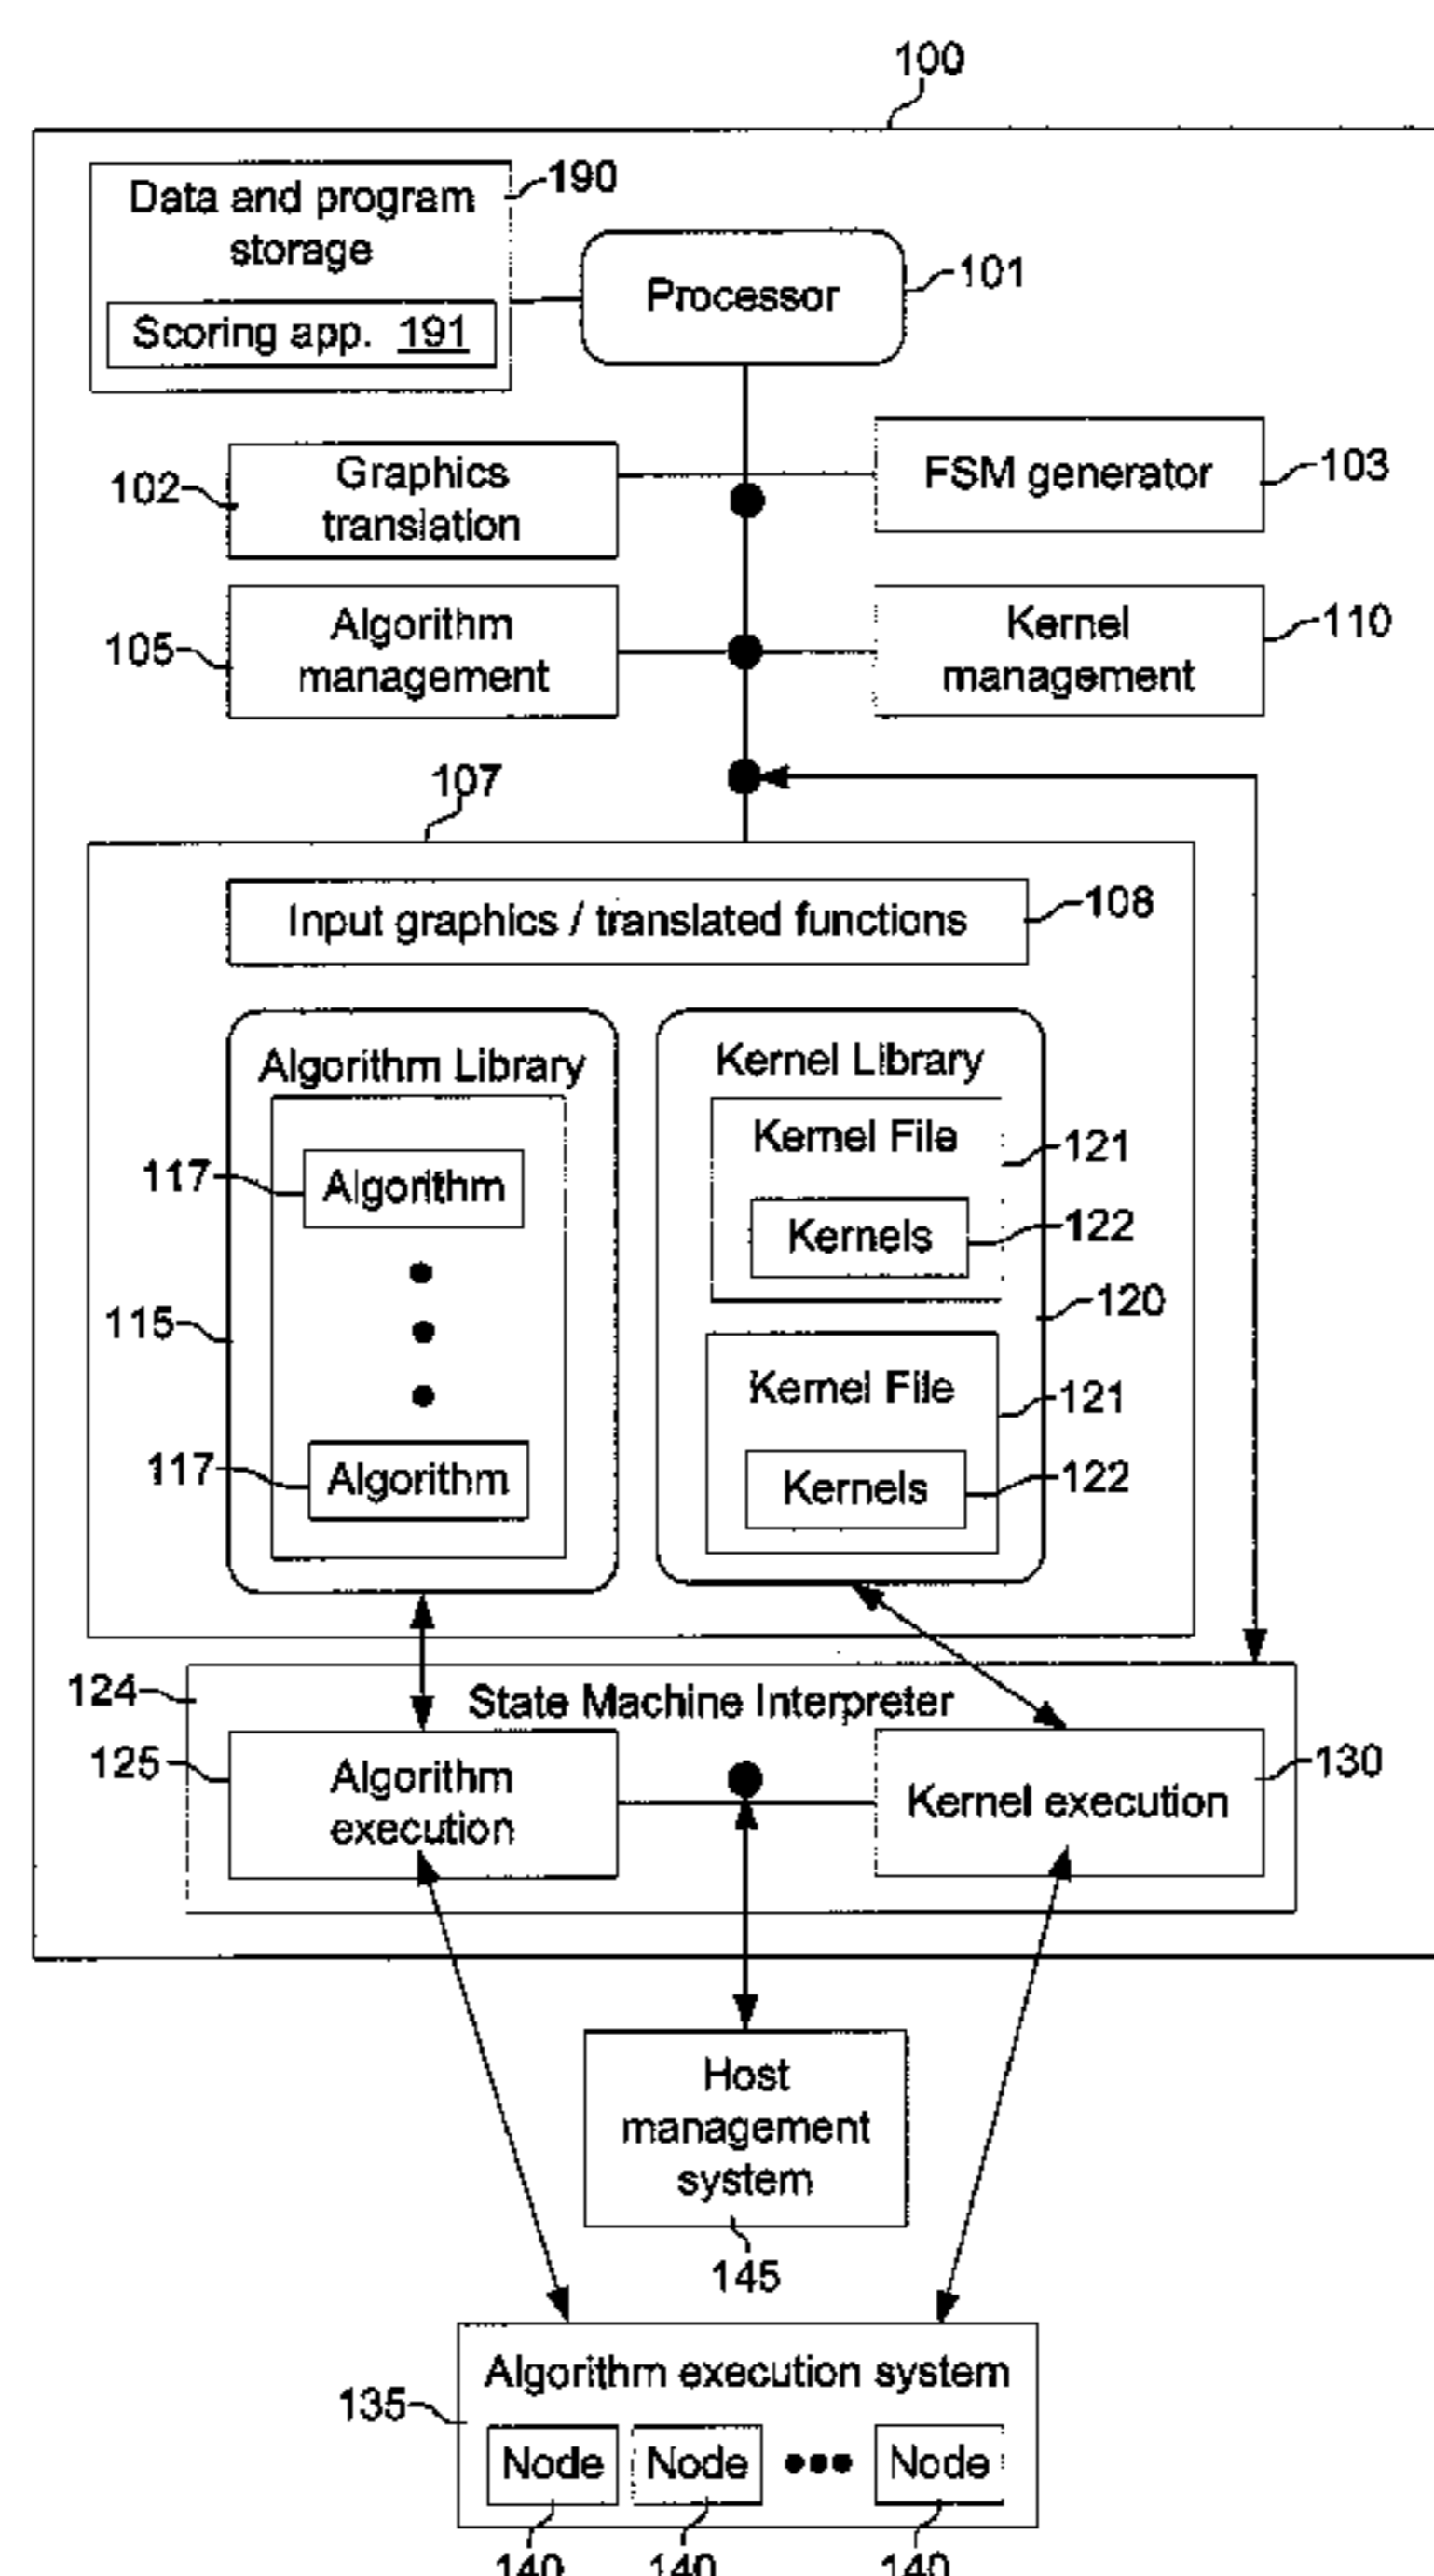 100
Data and program
storage
190
Scoring app. 191
Processor
101
102
Graphics
translation
FSM generator
103
105
Algorithm
management
Kernel
management
110
107
Input graphics / translated functions
108
Algorithm Library
117
Algorithm
115
117
Algorithm
Kernel Library
Kernel File
121
Kernels
122
120
Kernel File
121
Kernels
122
124
State Machine Interpreter
125
Algorithm
execution
Kernel execution
130
Host
management
system
145
Algorithm execution system
135
Node Node Node
140 140 140